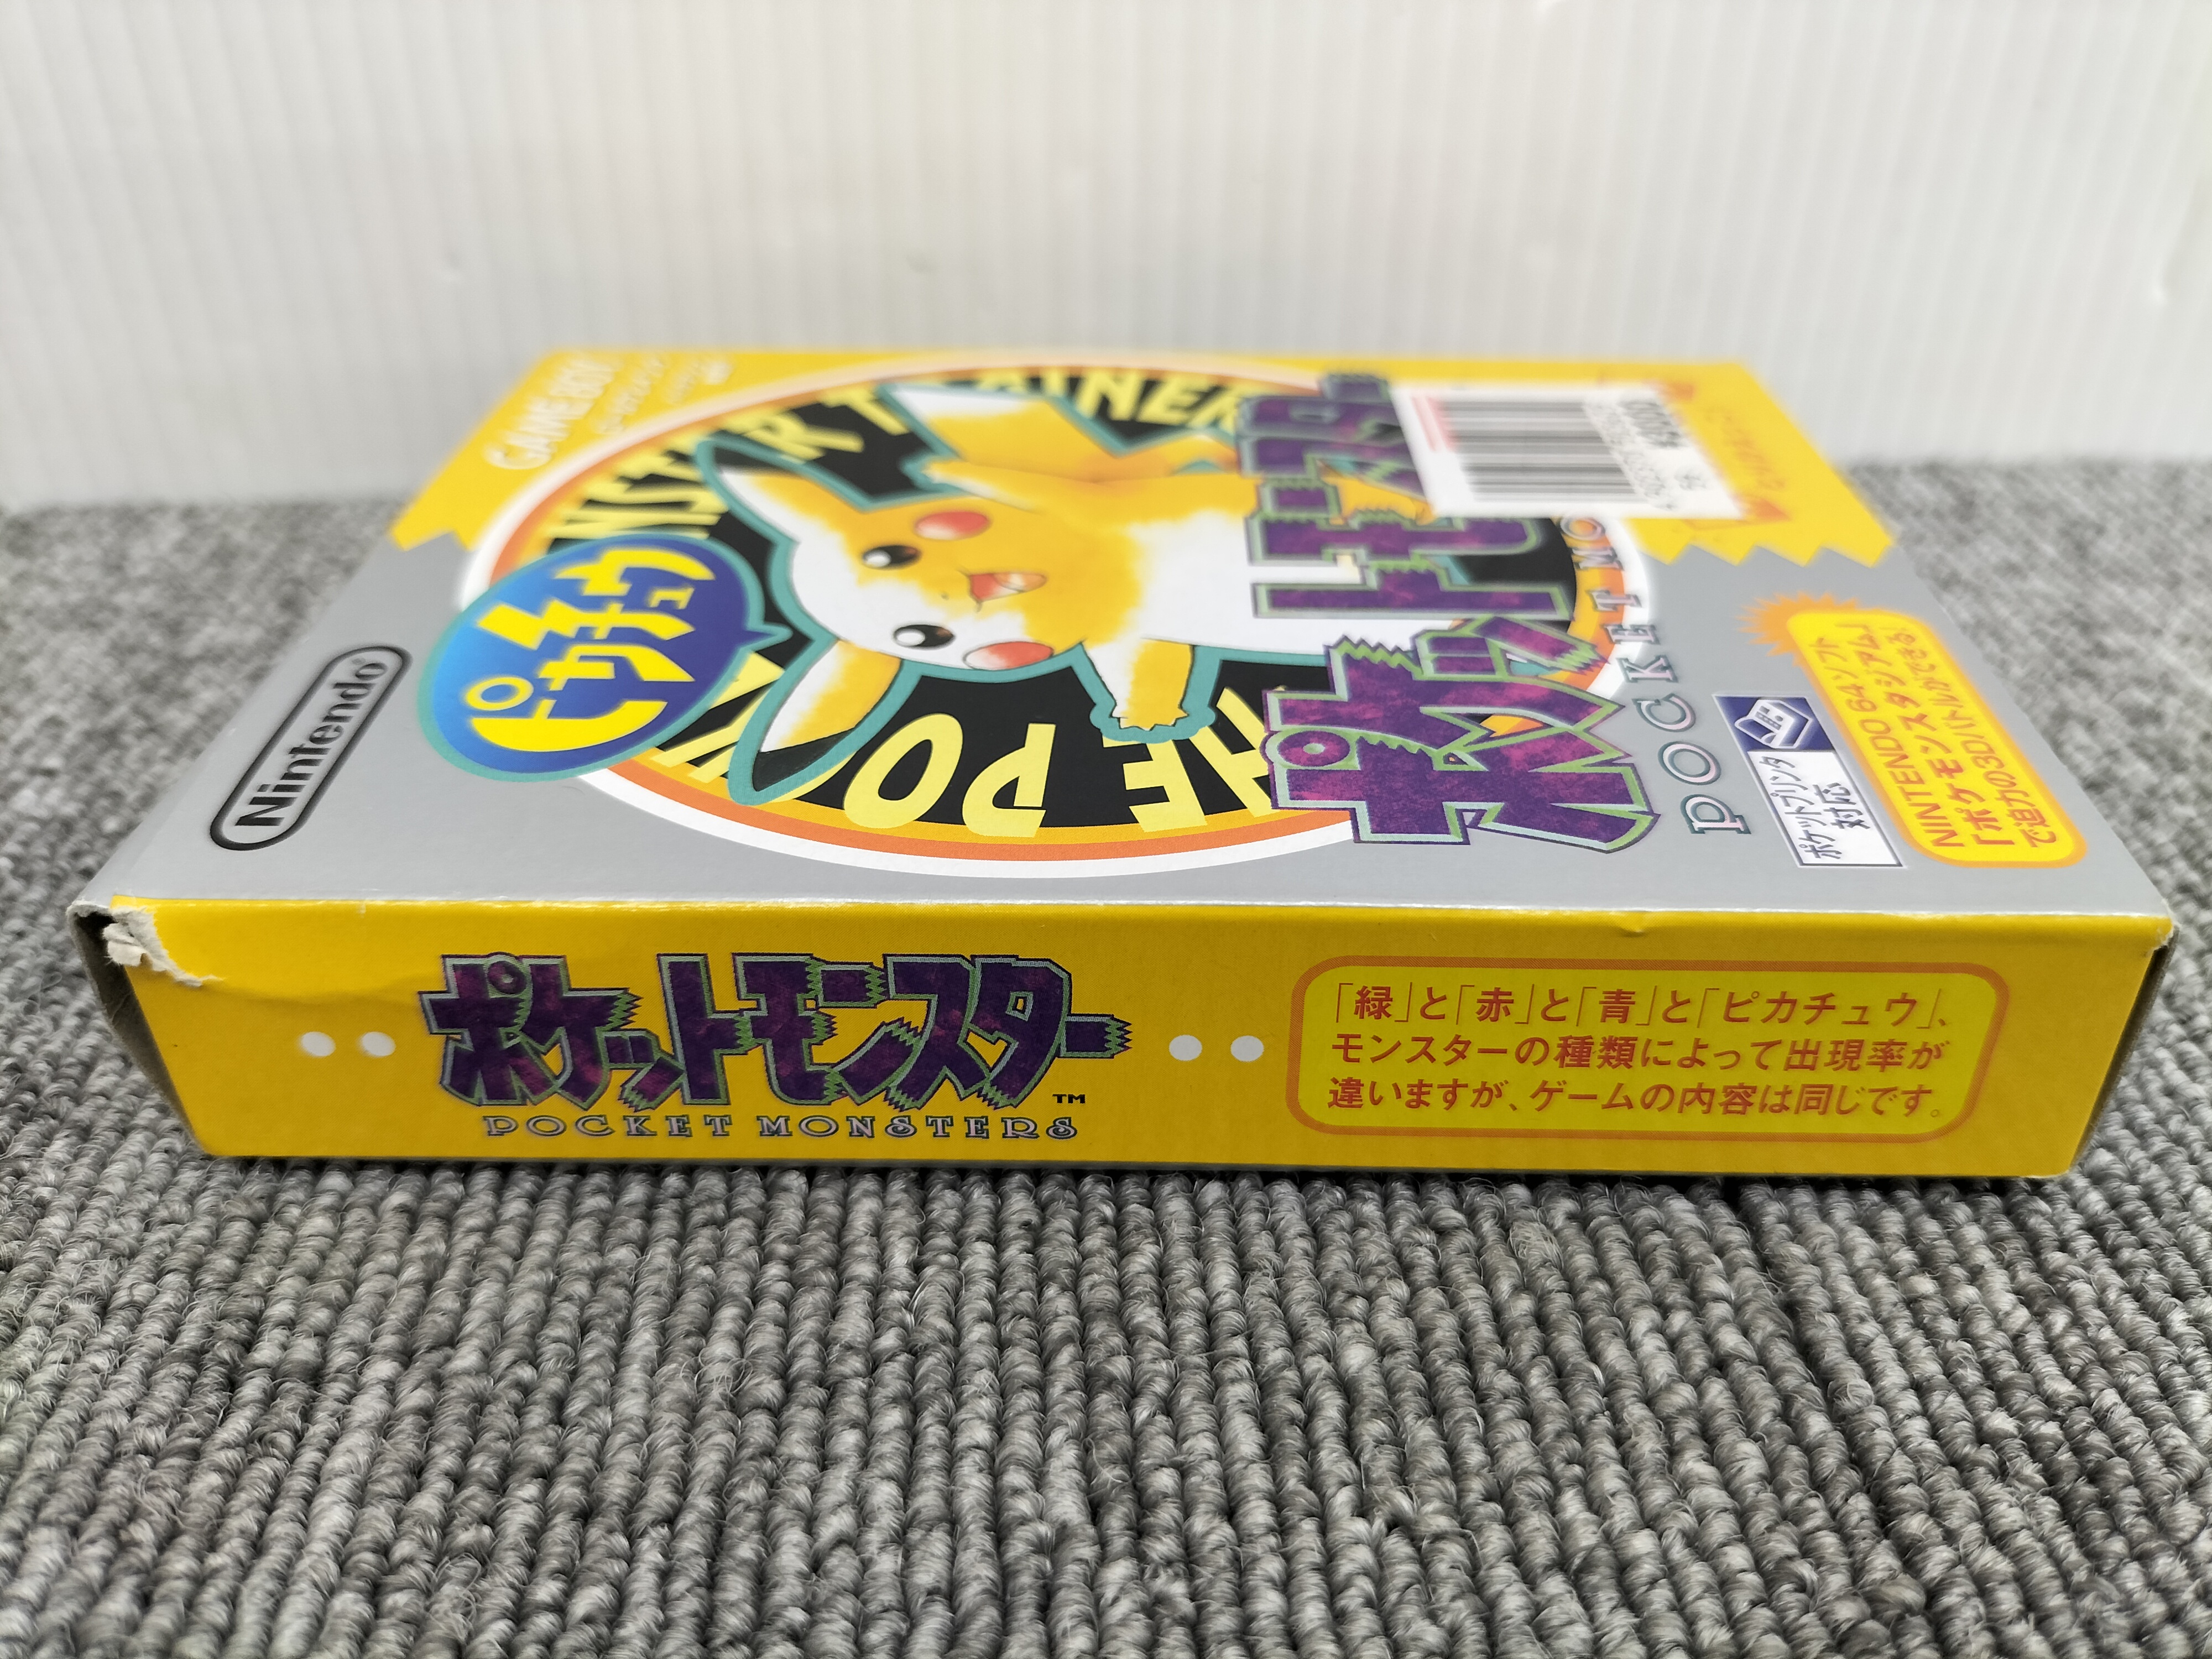 GAME BOY
MONSTER TRAINER
THE POCK
ピカチュウ
Nintendo
ポケットモンスター
POCKET MO
ポケットプリンタ
対応
NINTENDO 64ソフト
「ポケモンスタジアム」
で迫力の3Dバトルができる!
ポケットモンスター™
POCKET MONSTERS
「緑」と「赤」と「青」と「ピカチュウ」、
モンスターの種類によって出現率が
違いますが、ゲームの内容は同じです。